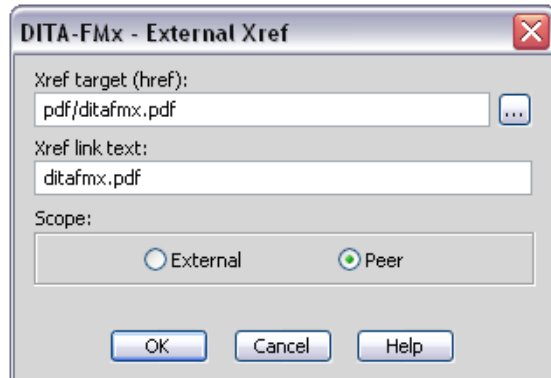 DITA-FMx - External Xref
Xref target (href):
pdf/ditafmx.pdf
...
Xref link text:
ditafmx.pdf
Scope:
External Peer
OK Cancel Help